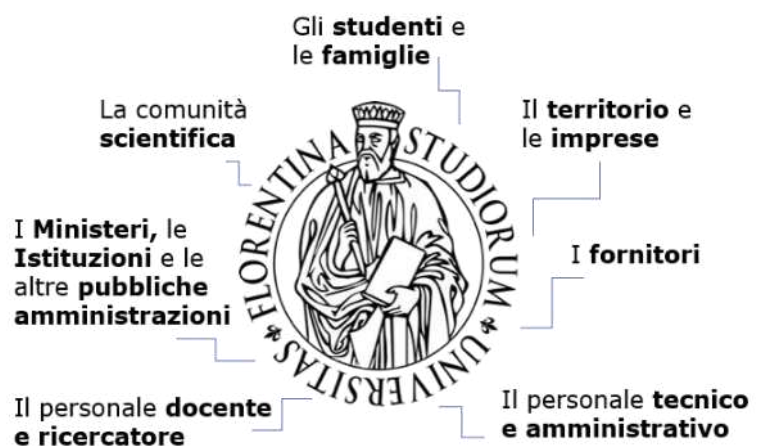 Gli studenti e
le famiglie
La comunità
scientifica
Il territorio e
le imprese
I Ministeri, le
Istituzioni e le
altre pubbliche
amministrazioni
I fornitori
Il personale docente
e ricercatore
Il personale tecnico
e amministrativo
FLORENTINA STUDIORUM UNIVERSITAS